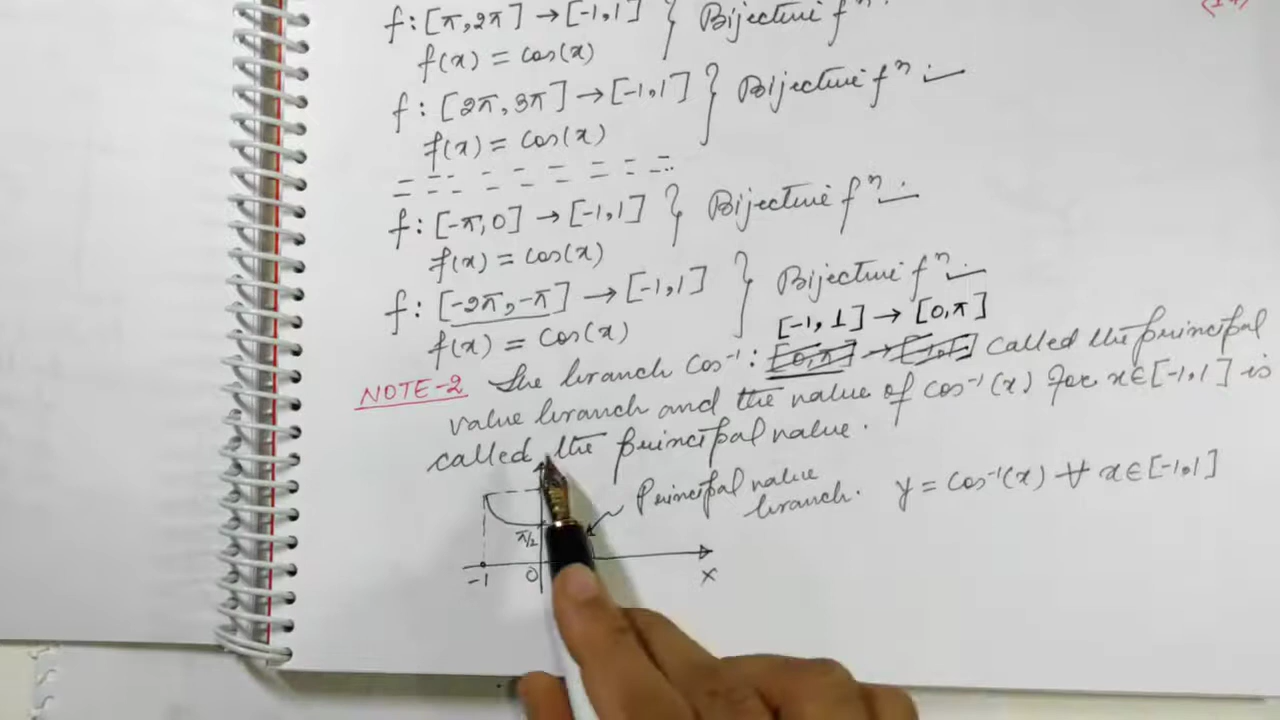 f: [π, 2π] → [-1, 1] } Bijective fⁿ.
f(x) = cos(x)
f: [2π, 3π] → [-1, 1] } Bijective fⁿ.
f(x) = cos(x)
f: [-π, 0] → [-1, 1] } Bijective fⁿ.
f(x) = cos(x)
f: [-2π, -π] → [-1, 1] } Bijective fⁿ.
f(x) = cos(x)
[-1, 1] → [0, π]
NOTE-2 The branch cos⁻¹: called the principal
value branch and the value of cos⁻¹(x) for x∈[-1, 1] is
called the principal value.
Principal value
branch. y = cos⁻¹(x) ∀ x∈[-1, 1]
π/2
-1 0 X